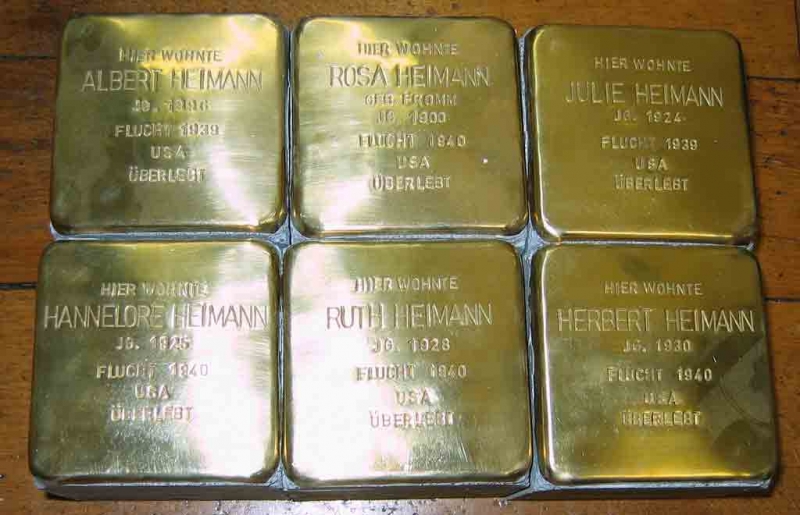 HIER WOHNTE
ALBERT HEIMANN
JG.
FLUCHT 1939
USA
ÜBERLEBT
HIER WOHNTE
ROSA HEIMANN
GEB. FROMM
JG. 1900
FLUCHT 1940
USA
ÜBERLEBT
HIER WOHNTE
JULIE HEIMANN
JG. 1924
FLUCHT 1939
USA
ÜBERLEBT
HIER WOHNTE
HANNELORE HEIMANN
JG. 1925
FLUCHT 1940
USA
ÜBERLEBT
HIER WOHNTE
RUTH HEIMANN
JG. 1928
FLUCHT 1940
USA
ÜBERLEBT
HIER WOHNTE
HERBERT HEIMANN
JG. 1930
FLUCHT 1940
USA
ÜBERLEBT